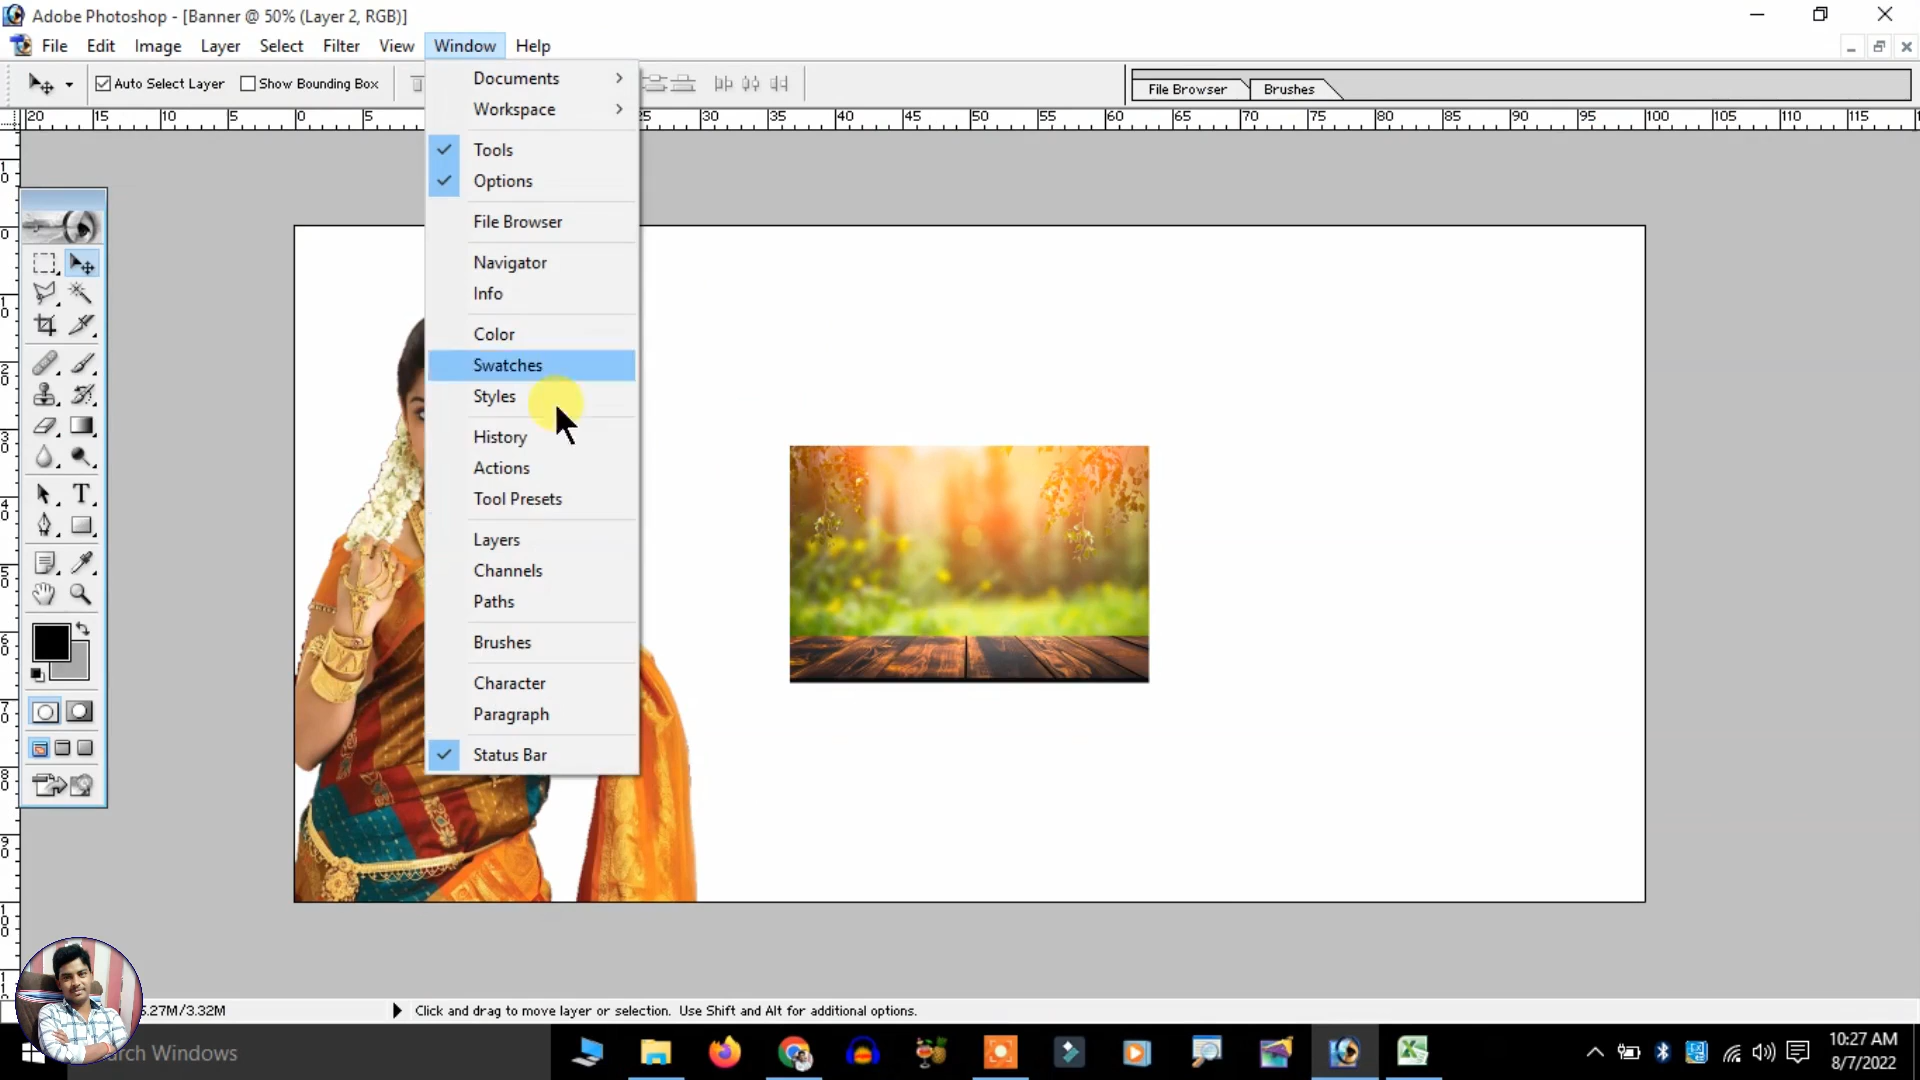 Adobe Photoshop - [Banner @ 50% (Layer 2, RGB)]
File Edit Image Layer Select Filter View Window Help
Auto Select Layer Show Bounding Box
File Browser Brushes
20 15 10 5 0 5 25 30 35 40 45 50 55 60 65 70 75 80 85 90 95 100 105 110 115
Documents
Workspace
Tools
Options
File Browser
Navigator
Info
Color
Swatches
Styles
History
Actions
Tool Presets
Layers
Channels
Paths
Brushes
Character
Paragraph
Status Bar
.27M/3.32M
Click and drag to move layer or selection. Use Shift and Alt for additional options.
rch Windows
10:27 AM
8/7/2022